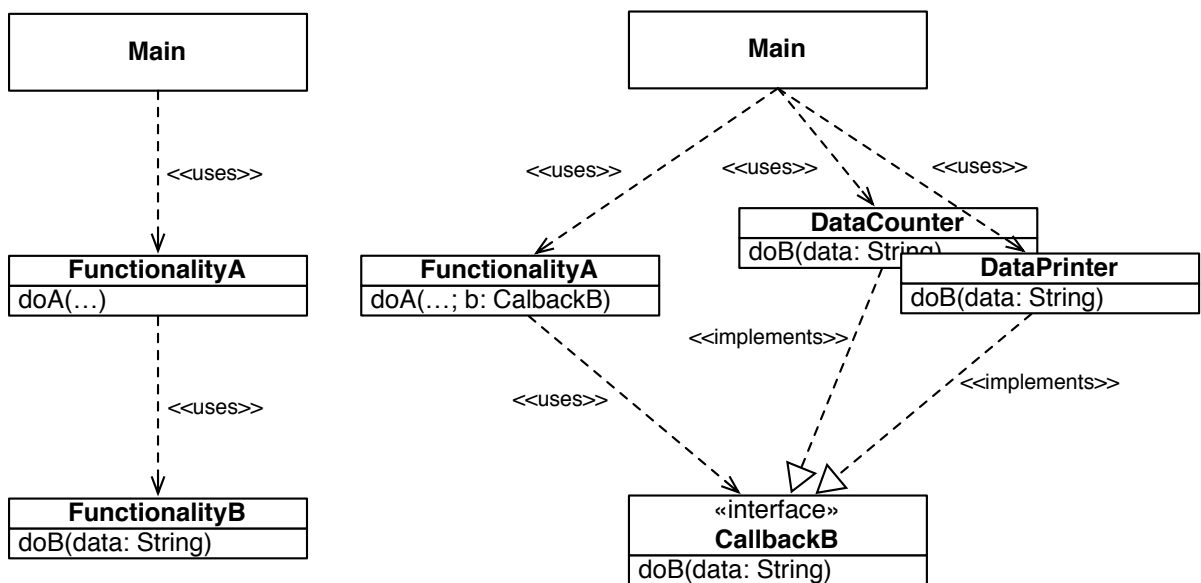 Main
<<uses>>
FunctionalityA
doA(…)
<<uses>>
FunctionalityB
doB(data: String)
Main
<<uses>>
<<uses>>
<<uses>>
DataCounter
doB(data: String)
FunctionalityA
doA(…; b: CalbackB)
DataPrinter
doB(data: String)
<<implements>>
<<implements>>
<<uses>>
«interface»
CallbackB
doB(data: String)